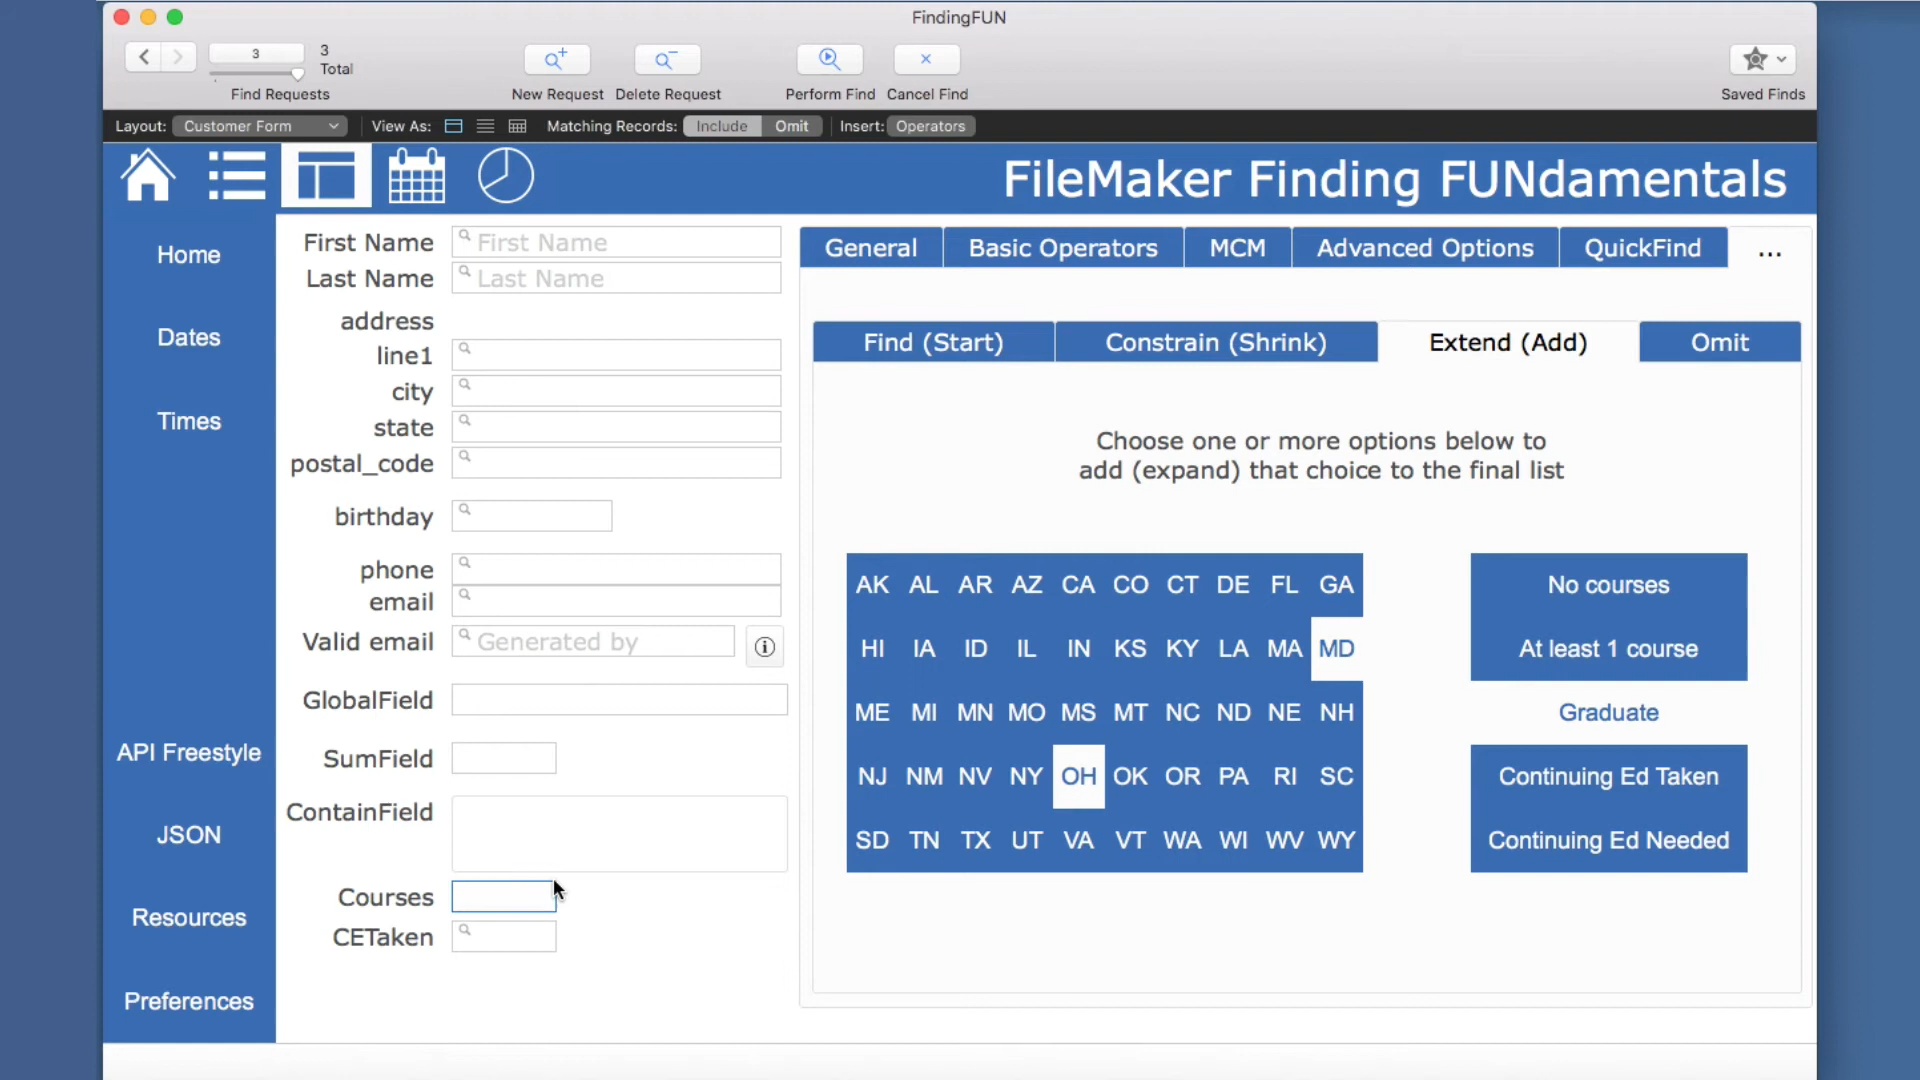 FindingFUN
3
3
Total
Find Requests
New Request
Delete Request
Perform Find
Cancel Find
Saved Finds
Layout: Customer Form
View As:
Matching Records: Include Omit
Insert: Operators
FileMaker Finding FUNdamentals
Home
Dates
Times
API Freestyle
JSON
Resources
Preferences
First Name First Name
Last Name Last Name
address
line1
city
state
postal_code
birthday
phone
email
Valid email Generated by
GlobalField
SumField
ContainField
Courses
CETaken
General Basic Operators MCM Advanced Options QuickFind ...
Find (Start) Constrain (Shrink) Extend (Add) Omit
Choose one or more options below to
add (expand) that choice to the final list
AK AL AR AZ CA CO CT DE FL GA
HI IA ID IL IN KS KY LA MA MD
ME MI MN MO MS MT NC ND NE NH
NJ NM NV NY OH OK OR PA RI SC
SD TN TX UT VA VT WA WI WV WY
No courses
At least 1 course
Graduate
Continuing Ed Taken
Continuing Ed Needed